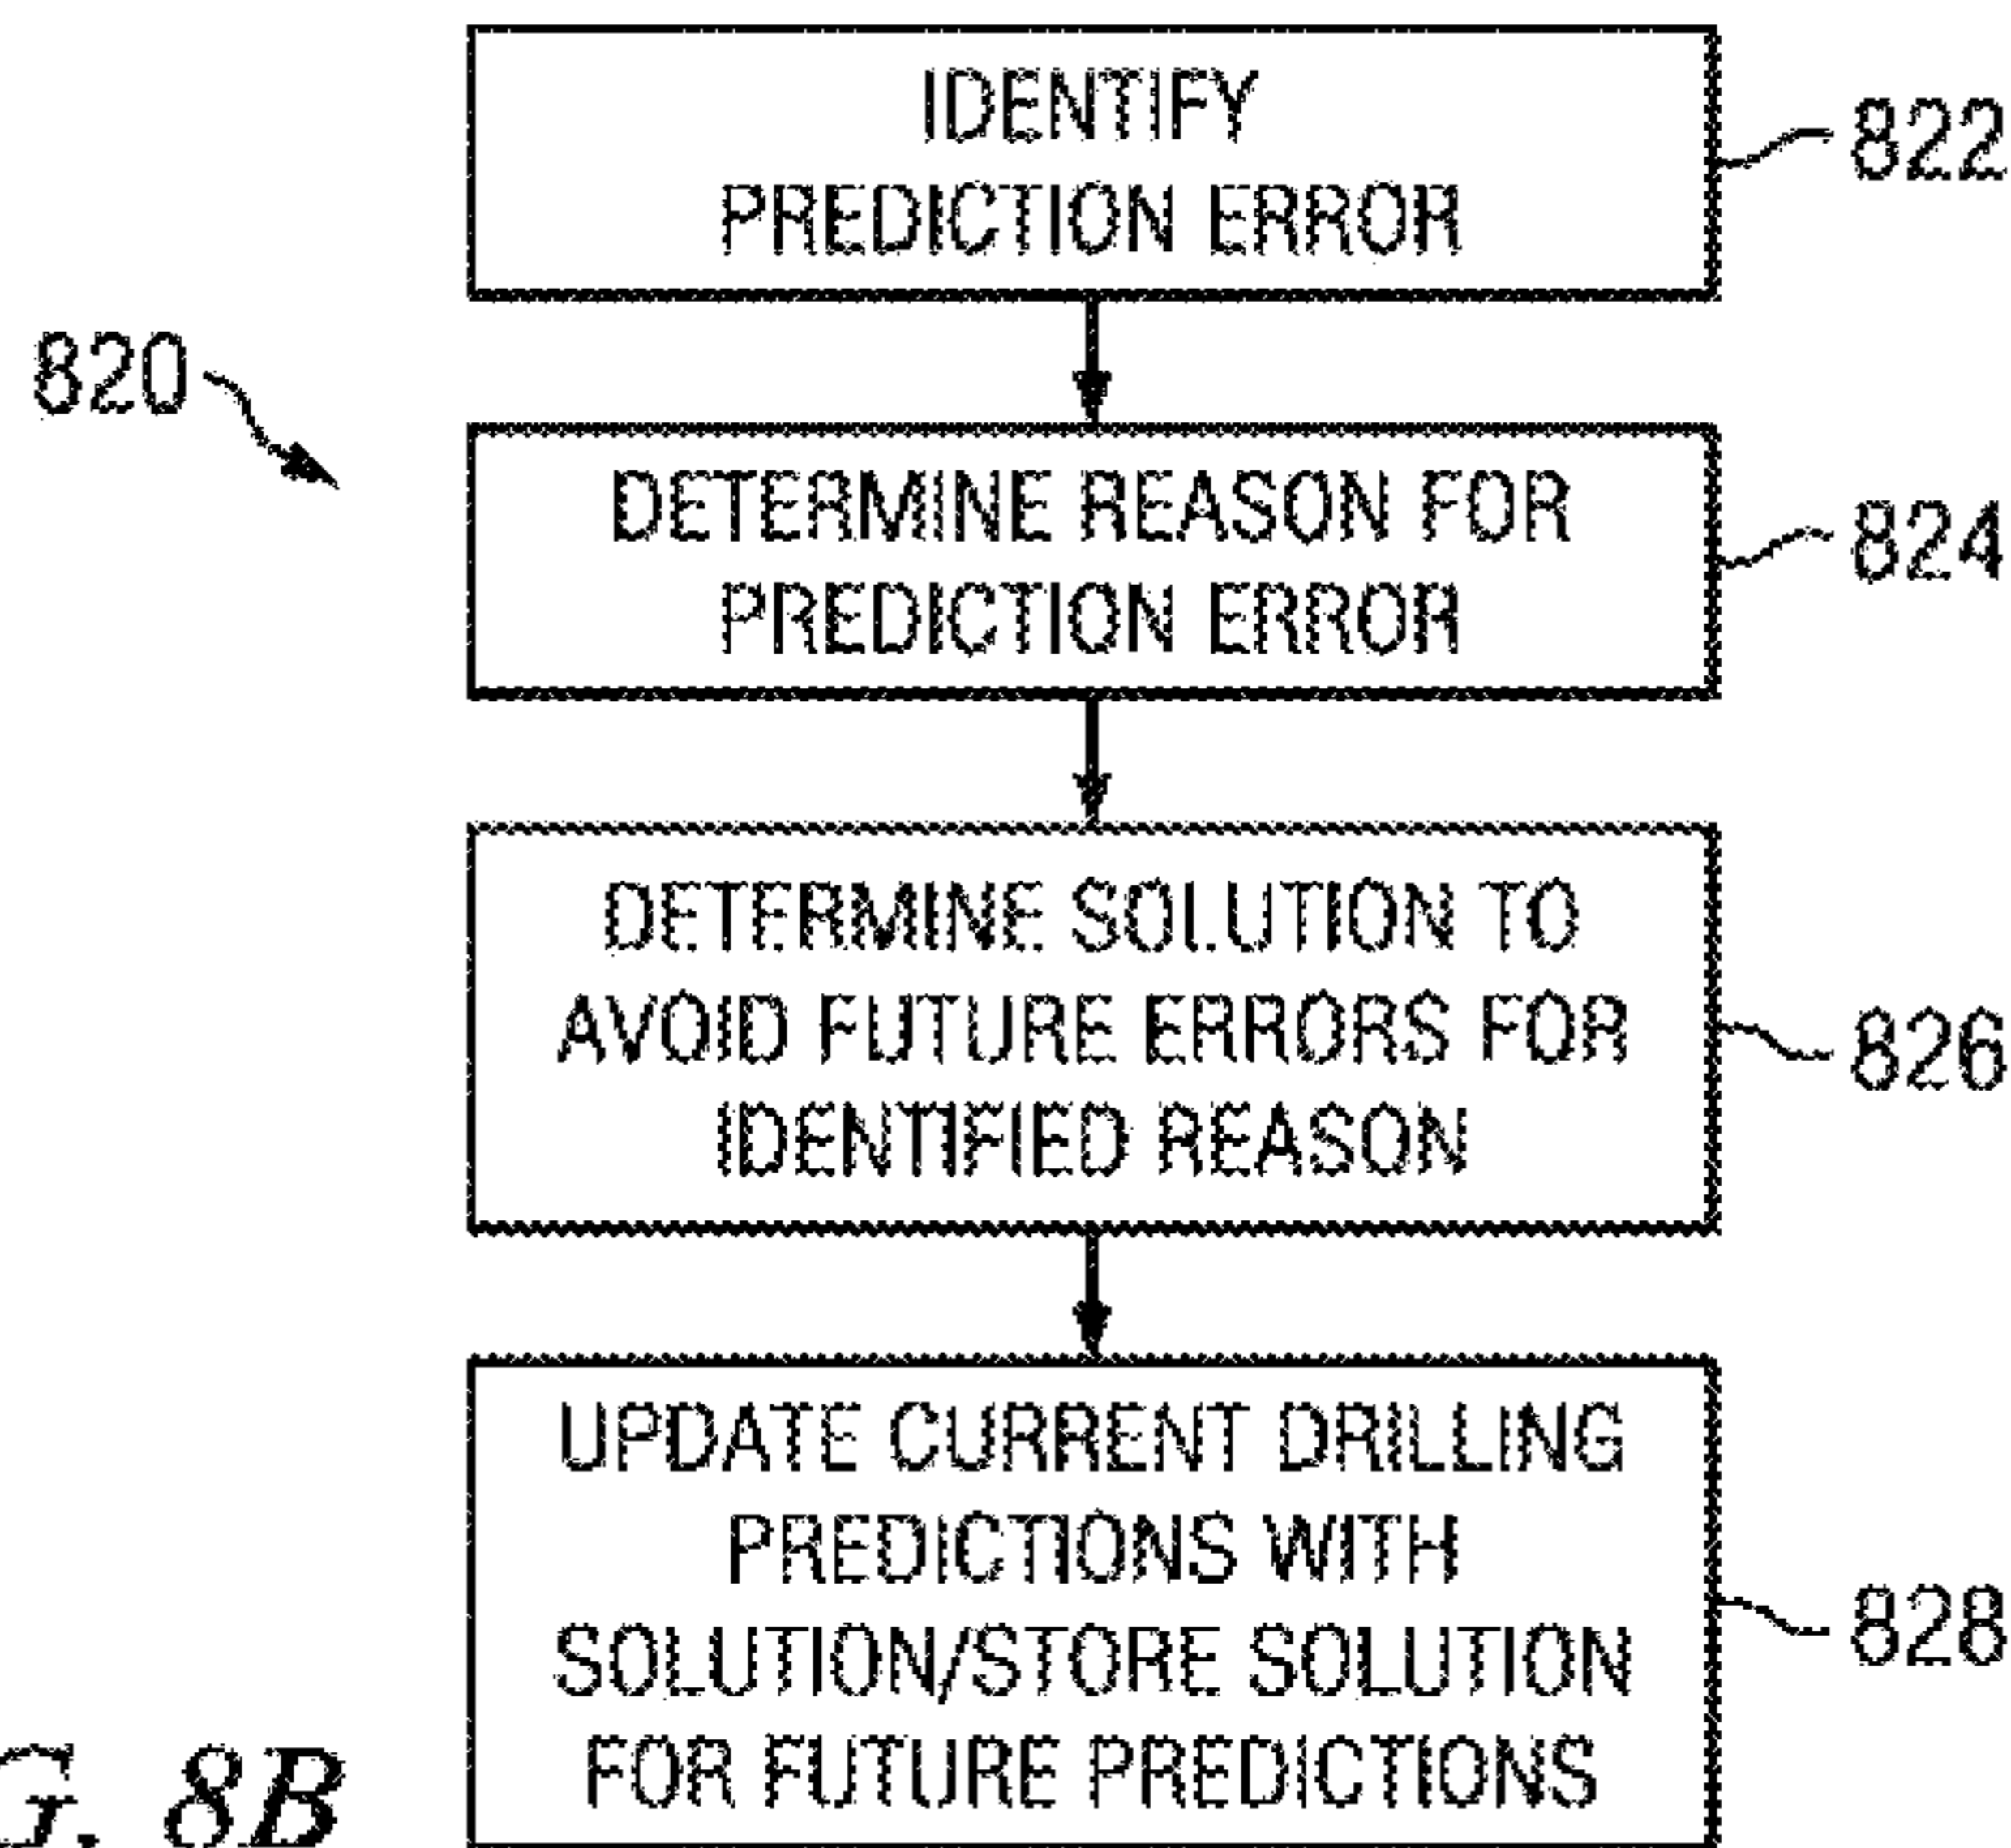 IDENTIFY
PREDICTION ERROR
822
820
DETERMINE REASON FOR
PREDICTION ERROR
824
DETERMINE SOLUTION TO
AVOID FUTURE ERRORS FOR
IDENTIFIED REASON
826
UPDATE CURRENT DRILLING
PREDICTIONS WITH
SOLUTION/STORE SOLUTION
FOR FUTURE PREDICTIONS
828
G. 8B